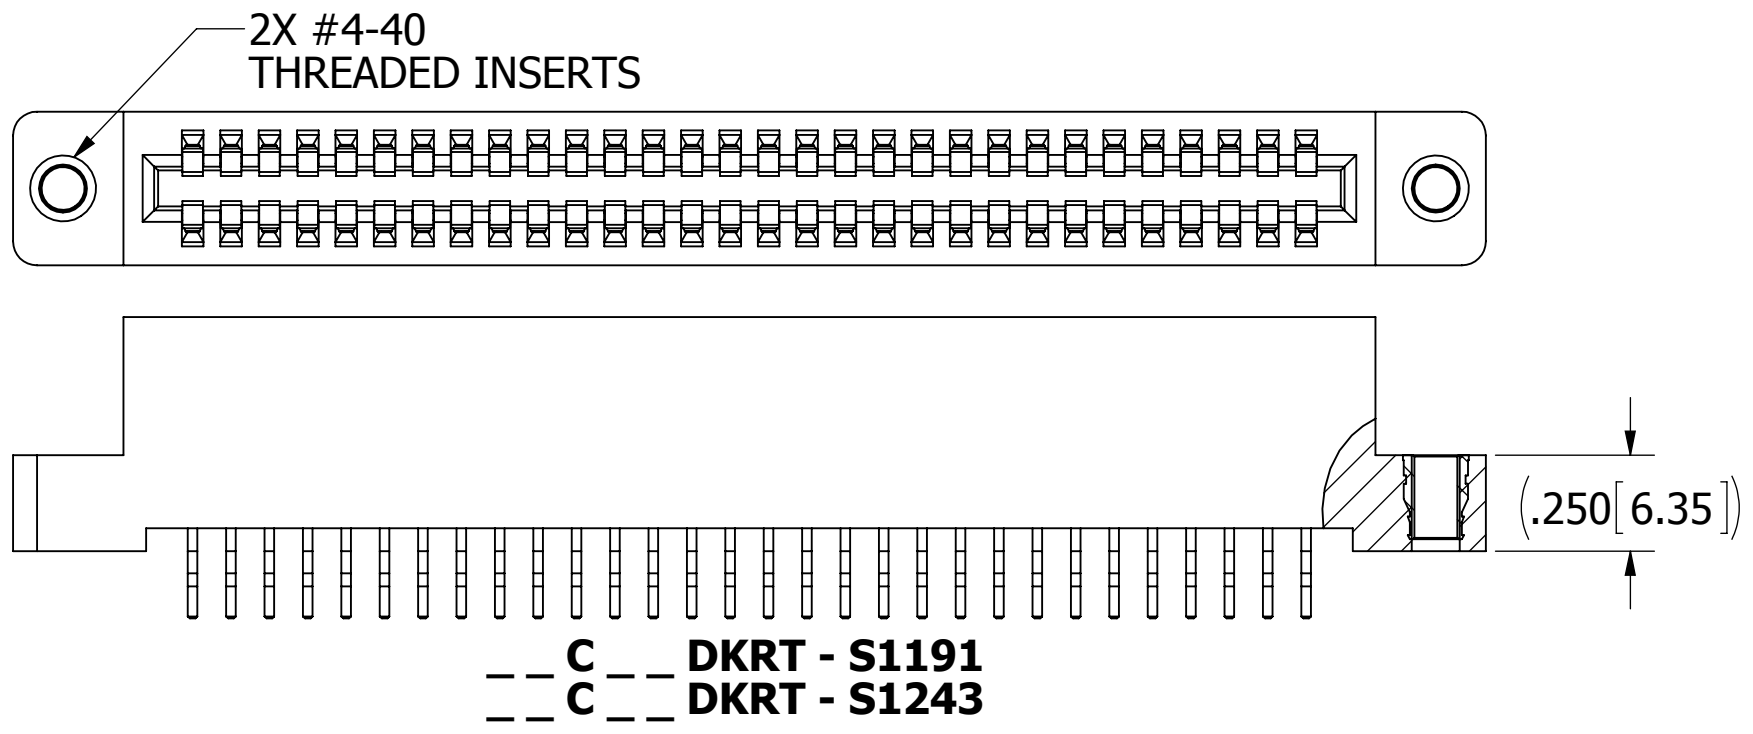 2X #4-40
THREADED INSERTS
(.250[6.35])
_ _ C _ _ DKRT - S1191
_ _ C _ _ DKRT - S1243